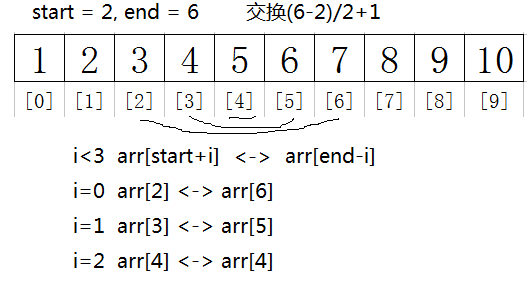 start = 2, end = 6 交换(6-2)/2+1
1 2 3 4 5 6 7 8 9 10
[0] [1] [2] [3] [4] [5] [6] [7] [8] [9]
i<3 arr[start+i] <-> arr[end-i]
i=0 arr[2] <-> arr[6]
i=1 arr[3] <-> arr[5]
i=2 arr[4] <-> arr[4]